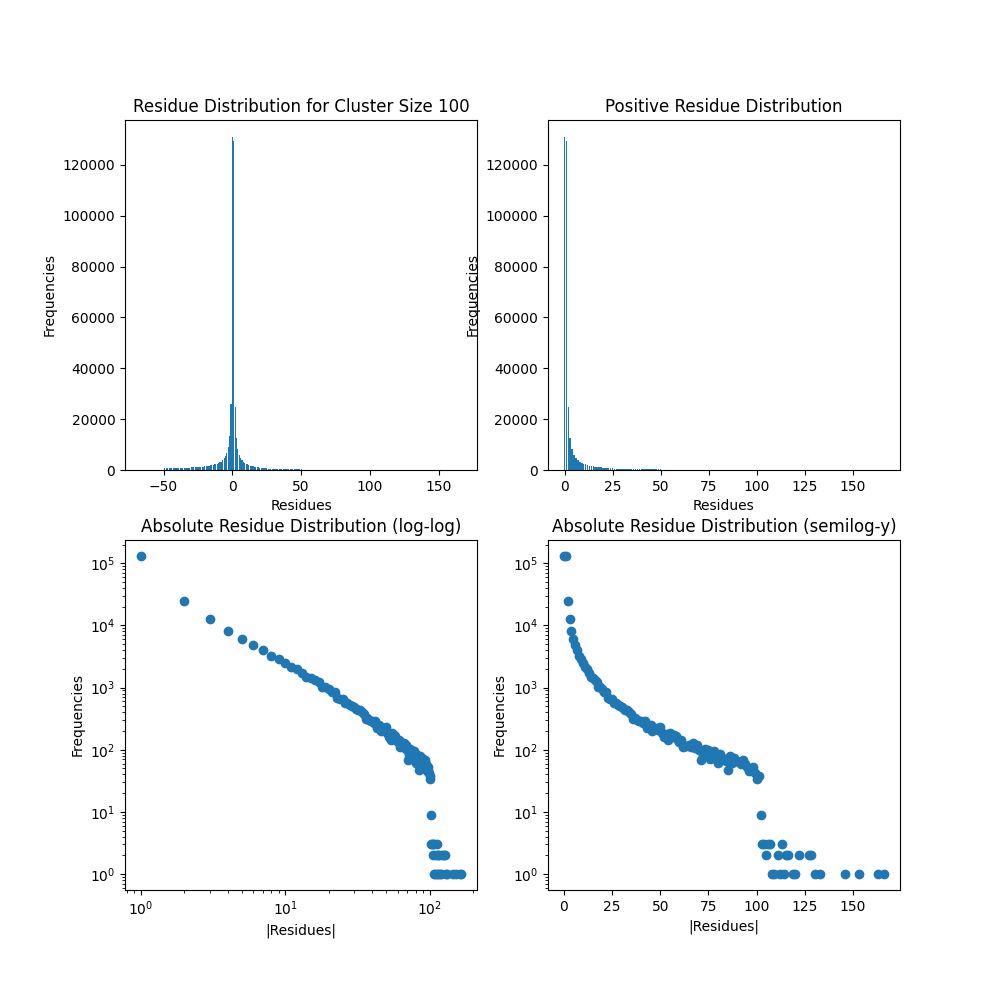 Residue Distribution for Cluster Size 100
Frequencies
120000
100000
80000
60000
40000
20000
0
−50 0 50 100 150
Residues
Positive Residue Distribution
Frequencies
120000
100000
80000
60000
40000
20000
0
0 25 50 75 100 125 150
Residues
Absolute Residue Distribution (log-log)
Frequencies
10⁵
10⁴
10³
10²
10¹
10⁰
10⁰ 10¹ 10²
|Residues|
Absolute Residue Distribution (semilog-y)
Frequencies
10⁵
10⁴
10³
10²
10¹
10⁰
0 25 50 75 100 125 150
|Residues|